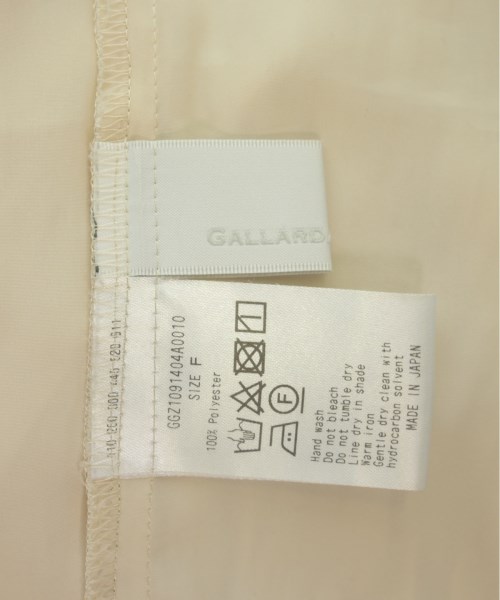 GALLARD
GGZ1091404A0010
SIZE F
100% Polyester
Hand wash
Do not bleach
Do not tumble dry
Line dry in shade
Warm iron
Gentle dry clean with
hydrocarbon solvent
MADE IN JAPAN